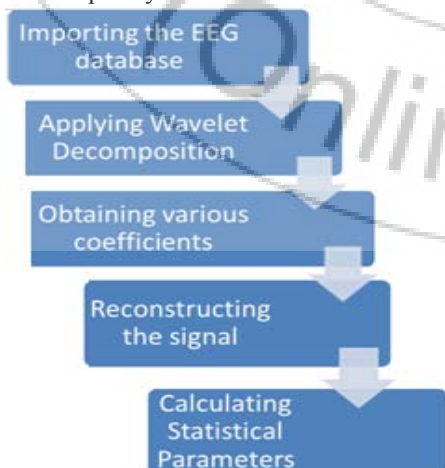 Importing the EEG
database
Applying Wavelet
Decomposition
Obtaining various
coefficients
Reconstructing
the signal
Calculating
Statistical
Parameters